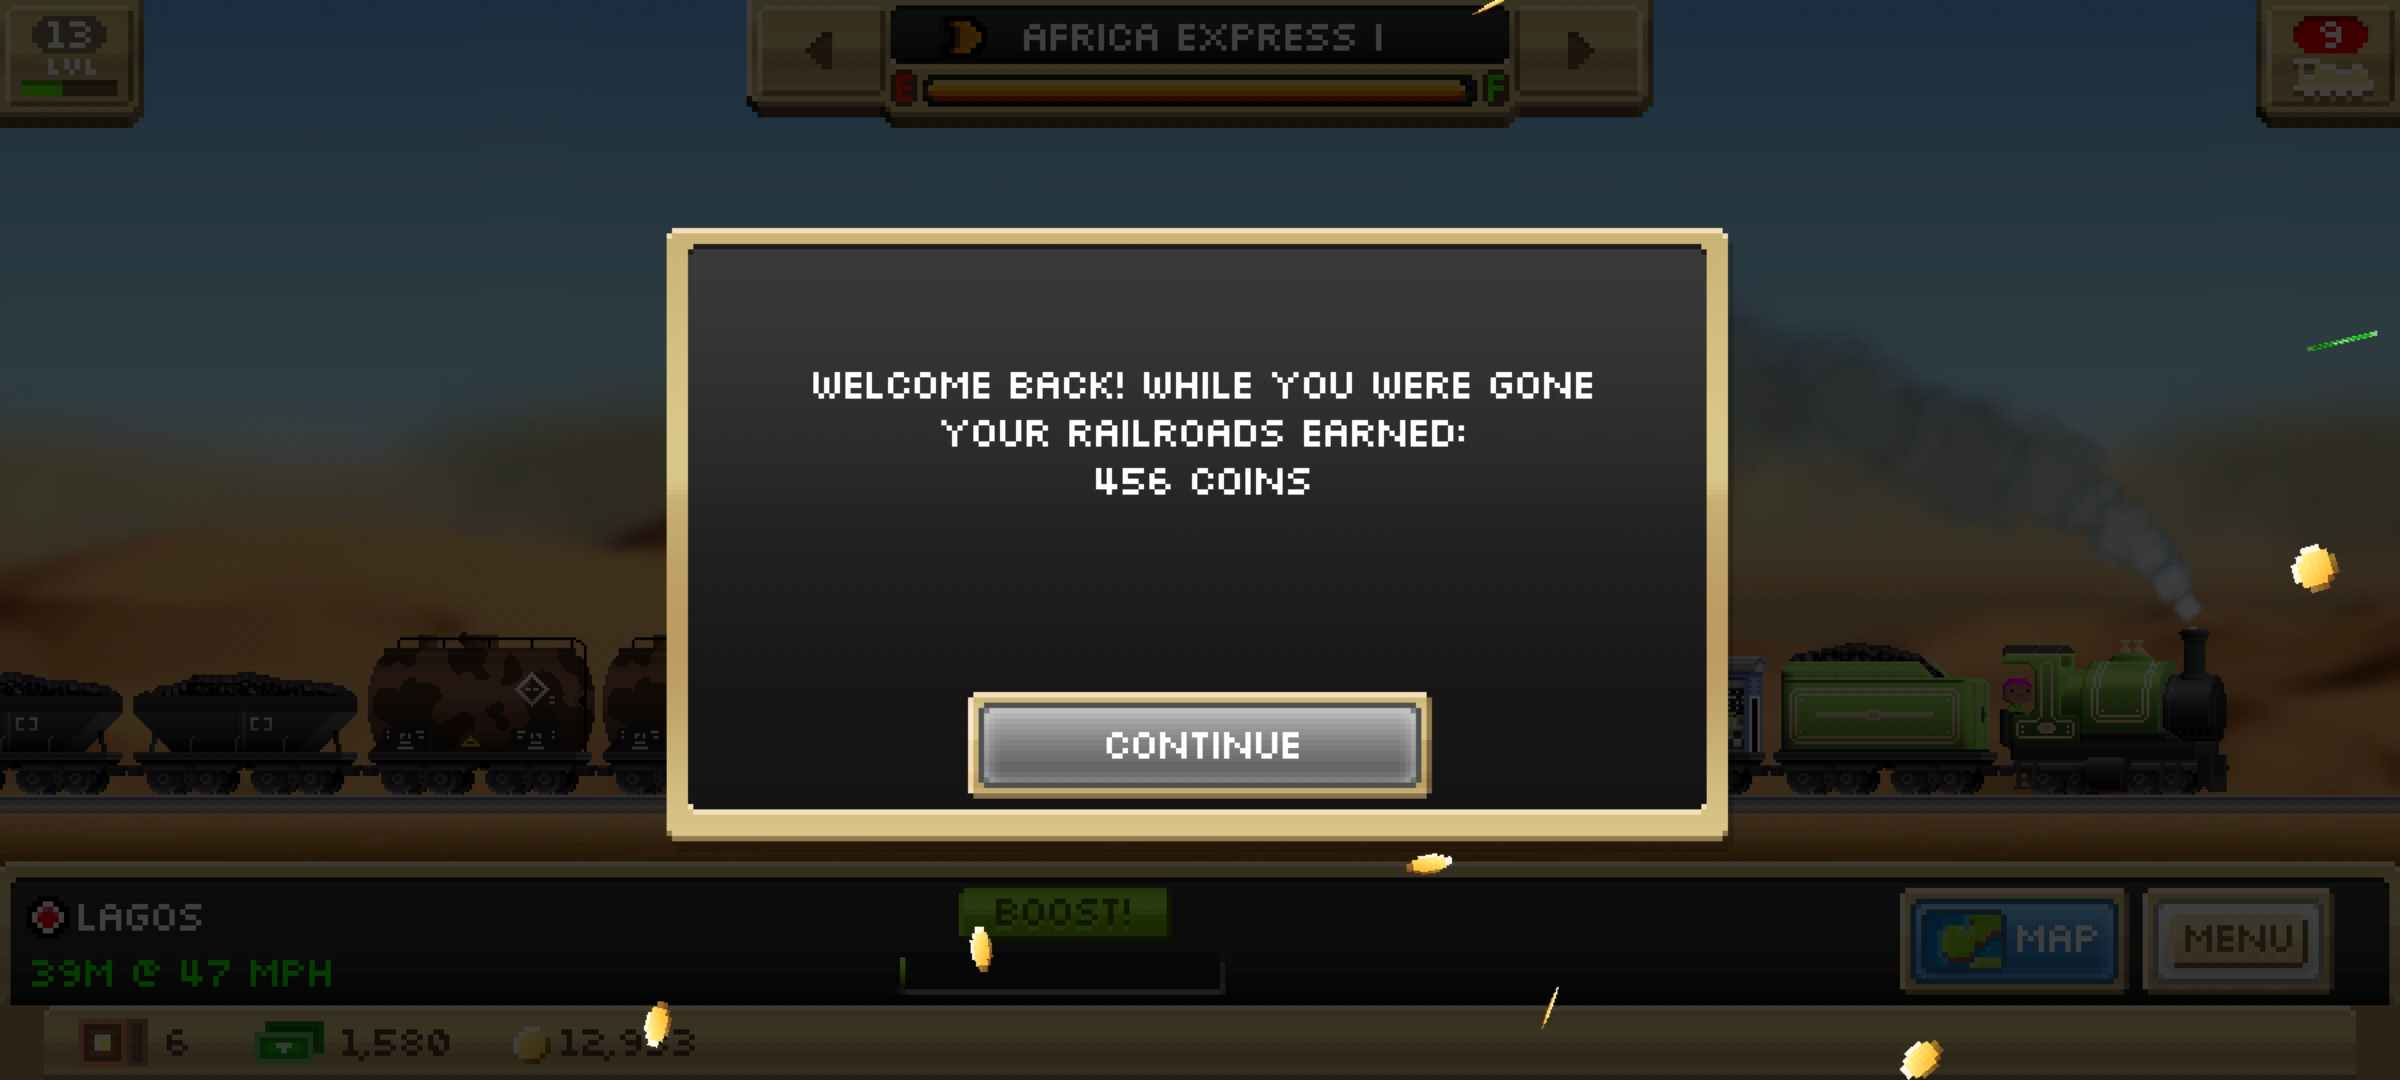 13
LVL
AFRICA EXPRESS I
E
F
9
WELCOME BACK! WHILE YOU WERE GONE
YOUR RAILROADS EARNED:
456 COINS
CONTINUE
LAGOS
39M @ 47 MPH
BOOST!
MAP
MENU
6
1,580